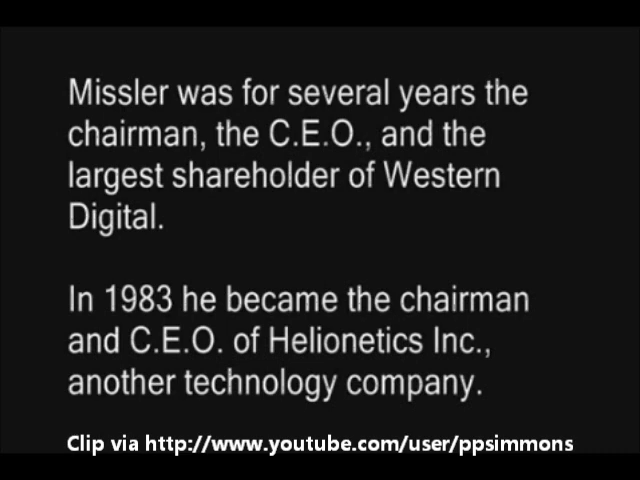 Missler was for several years the
chairman, the C.E.O., and the
largest shareholder of Western
Digital.
In 1983 he became the chairman
and C.E.O. of Helionetics Inc.,
another technology company.
Clip via http://www.youtube.com/user/ppsimmons